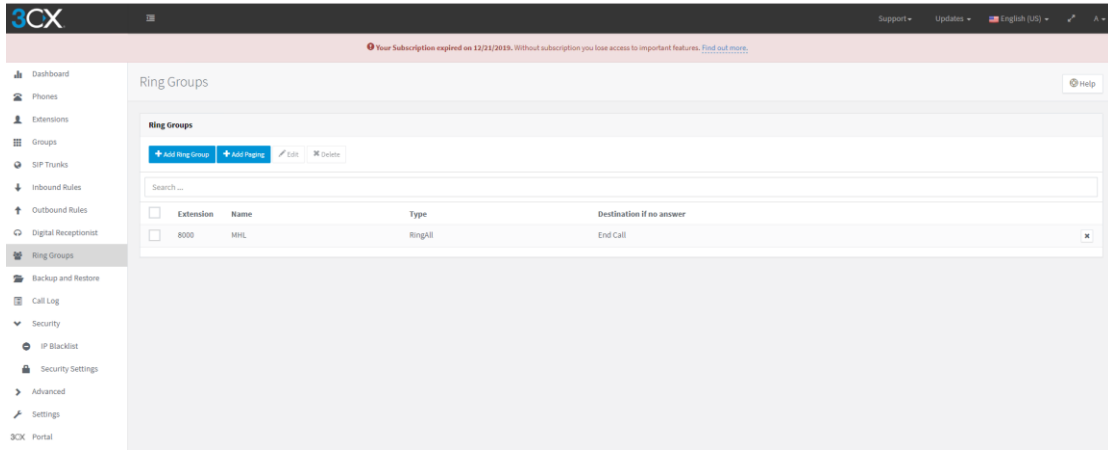 3CX
Support
Updates
English (US)
A
Your Subscription expired on 12/21/2019. Without subscription you lose access to important features. Find out more.
Dashboard
Phones
Extensions
Groups
SIP Trunks
Inbound Rules
Outbound Rules
Digital Receptionist
Ring Groups
Backup and Restore
Call Log
Security
IP Blacklist
Security Settings
Advanced
Settings
3CX Portal
Ring Groups
Help
Ring Groups
+ Add Ring Group + Add Paging Edit Delete
Search ...
Extension Name Type Destination if no answer
8000 MHL RingAll End Call